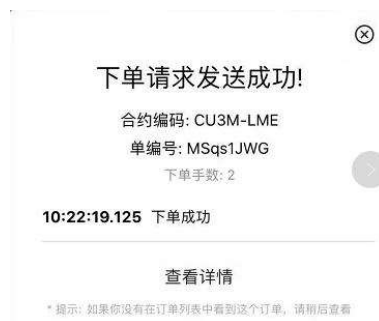 下单请求发送成功!
合约编码: CU3M-LME
单编号: MSqs1JWG
下单手数: 2
10:22:19.125 下单成功
查看详情
* 提示: 如果你没有在订单列表中看到这个订单, 请稍后查看